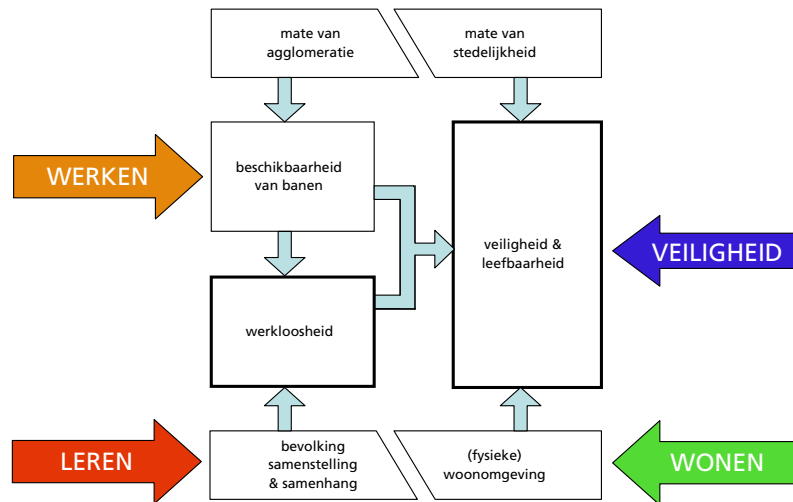 mate van
agglomeratie
mate van
stedelijkheid
WERKEN
beschikbaarheid
van banen
veiligheid &
leefbaarheid
VEILIGHEID
werkloosheid
LEREN
bevolking
samenstelling
& samenhang
(fysieke)
woonomgeving
WONEN